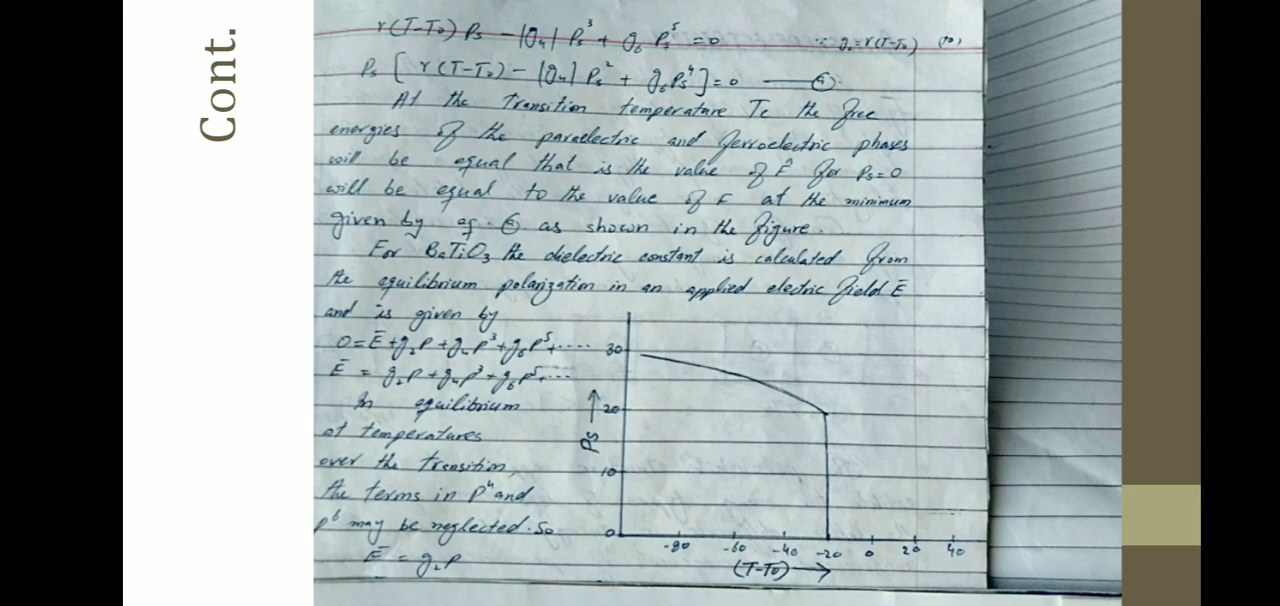 Cont.
r(T-T₀) Ps - |g₄| Ps³ + g₆ Ps⁵ = 0 ∵ g₂ = r(T-T₀)
Ps [ r(T-T₀) - |g₄| Ps² + g₆Ps⁴ ] = 0 — ⑥
At the transition temperature Tc the free
energies of the paraelectric and ferroelectric phases
will be equal that is the value of F̂ for Ps=0
will be equal to the value of F at the minimum
given by eq. ⑥ as shown in the figure.
For BaTiO₃ the dielectric constant is calculated from
the equilibrium polarization in an applied electric field Ē
and is given by
0=Ē+g₂P+g₄P³+g₆P⁵+....
Ē = g₂P+g₄P³+g₆P⁵+....
In equilibrium
at temperatures
over the transition,
the terms in P⁴ and
P⁶ may be neglected. So
Ē = g₂P
30
20
10
0
Ps →
-80 -60 -40 -20 0 20 40
(T-T₀) →